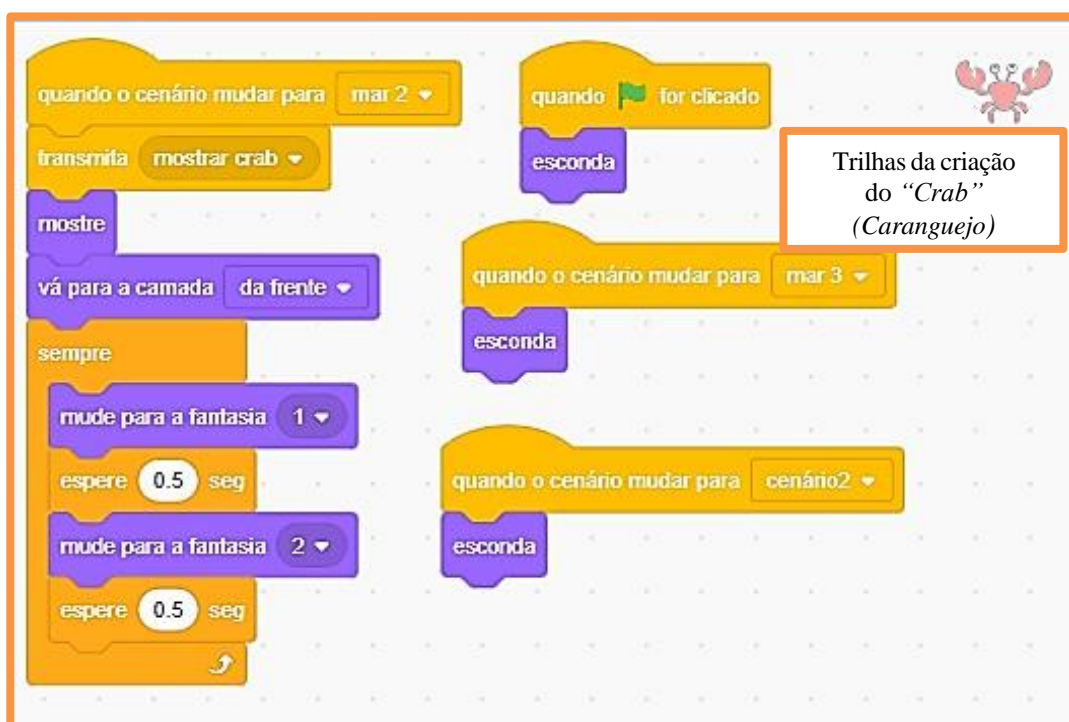 quando o cenário mudar para mar 2
transmita mostrar crab
mostre
vá para a camada da frente
sempre
mude para a fantasia 1
espere 0.5 seg
mude para a fantasia 2
espere 0.5 seg
quando for clicado
esconda
Trilhas da criação
do “Crab”
(Caranguejo)
quando o cenário mudar para mar 3
esconda
quando o cenário mudar para cenário2
esconda